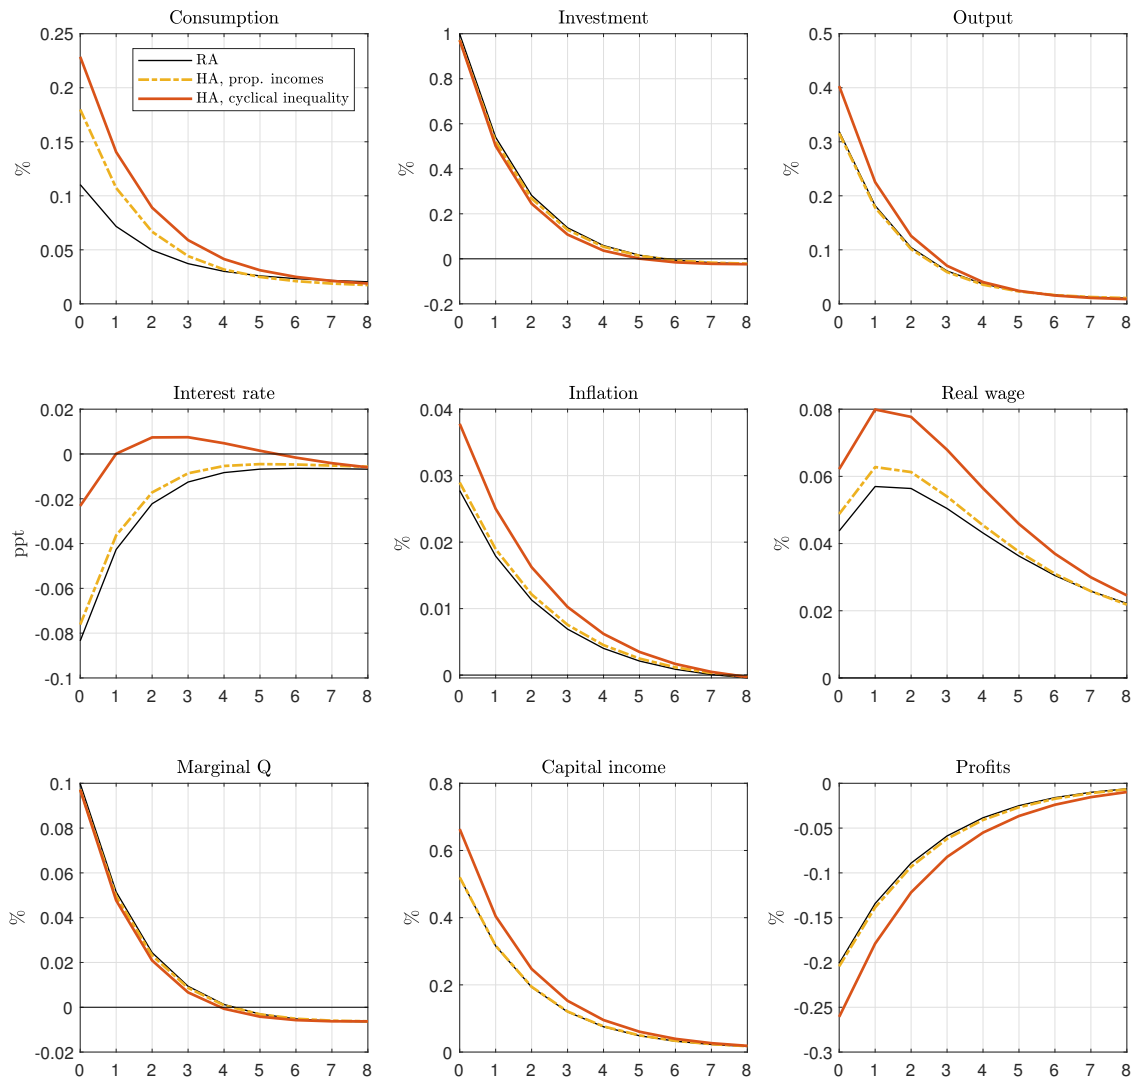 Consumption
Investment
Output
0.25
0.2
0.15
0.1
0.05
0
%
RA
HA, prop. incomes
HA, cyclical inequality
0 1 2 3 4 5 6 7 8
1
0.8
0.6
0.4
0.2
0
-0.2
%
0 1 2 3 4 5 6 7 8
0.5
0.4
0.3
0.2
0.1
0
%
0 1 2 3 4 5 6 7 8
Interest rate
Inflation
Real wage
0.02
0
-0.02
-0.04
-0.06
-0.08
-0.1
ppt
0 1 2 3 4 5 6 7 8
0.04
0.03
0.02
0.01
0
%
0 1 2 3 4 5 6 7 8
0.08
0.06
0.04
0.02
0
%
0 1 2 3 4 5 6 7 8
Marginal Q
Capital income
Profits
0.1
0.08
0.06
0.04
0.02
0
-0.02
%
0 1 2 3 4 5 6 7 8
0.8
0.6
0.4
0.2
0
%
0 1 2 3 4 5 6 7 8
0
-0.05
-0.1
-0.15
-0.2
-0.25
-0.3
%
0 1 2 3 4 5 6 7 8